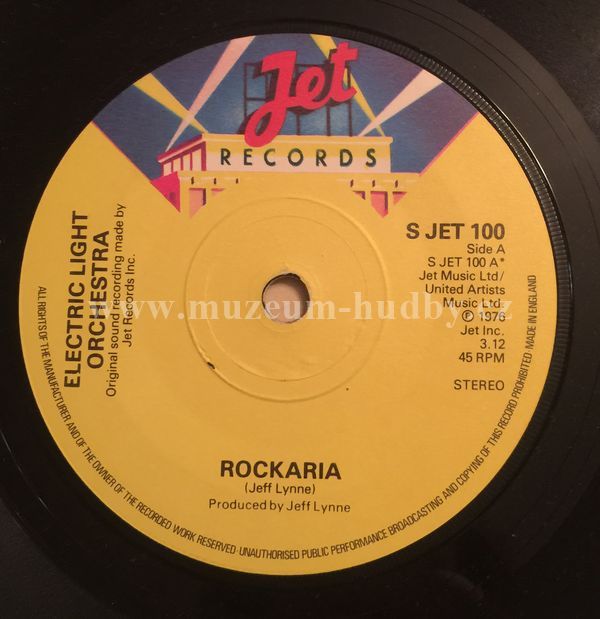 Jet
RECORDS
ELECTRIC LIGHT
ORCHESTRA
Original sound recording made by
Jet Records Inc.
S JET 100
Side A
S JET 100 A*
Jet Music Ltd/
United Artists
Music Ltd.
℗ 1976
Jet Inc.
3.12
45 RPM
STEREO
www.muzeum-hudby.cz
ROCKARIA
(Jeff Lynne)
Produced by Jeff Lynne
ALL RIGHTS OF THE MANUFACTURER AND OF THE OWNER OF THE RECORDED WORK RESERVED·UNAUTHORISED PUBLIC PERFORMANCE BROADCASTING AND COPYING OF THIS RECORD PROHIBITED·MADE IN ENGLAND